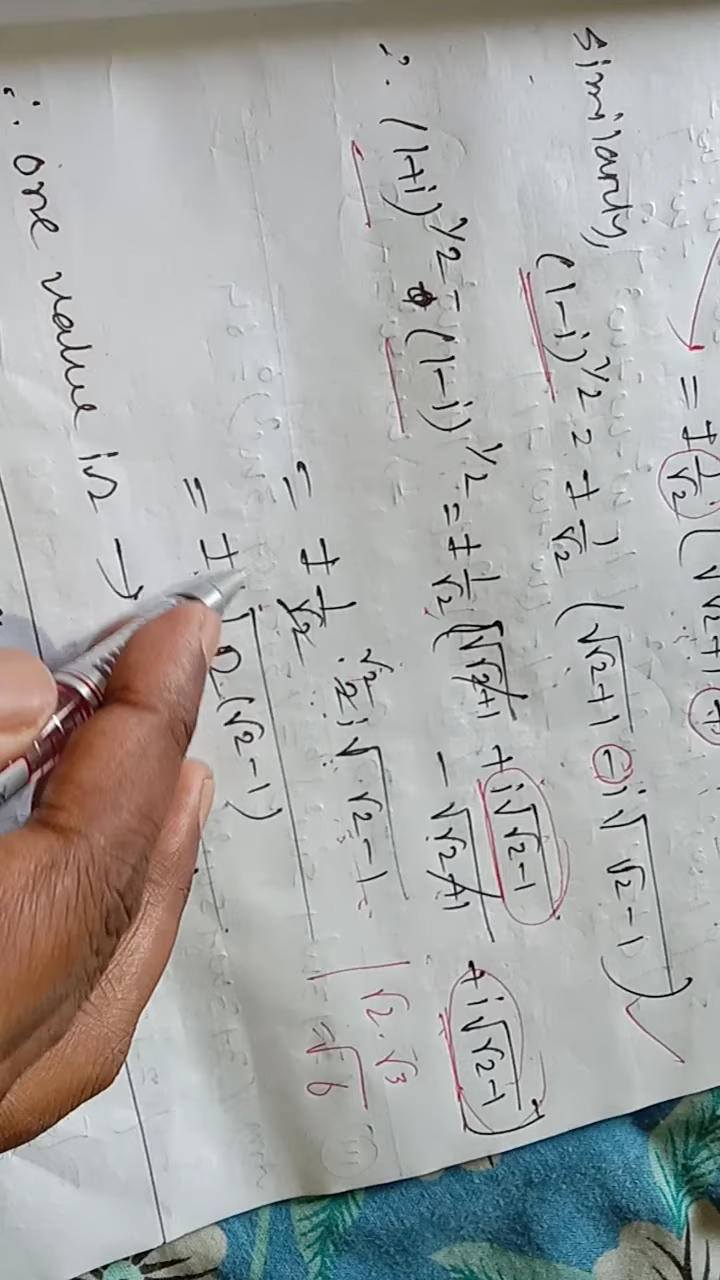 = ± 1/√2 (√√2+1 +
similarly,
(1-i)^1/2 = ± 1/√2 (√√2+1 - i√√2-1)
∴ (1+i)^1/2 - (1-i)^1/2 = ± 1/√2 (√√2+1 + i√√2-1
- √√2+1 + i√√2-1)
= ± 1/√2 · 2 i√√2-1 | √2·√3
= √6
= ± √2(√2-1)
∴ one value is →